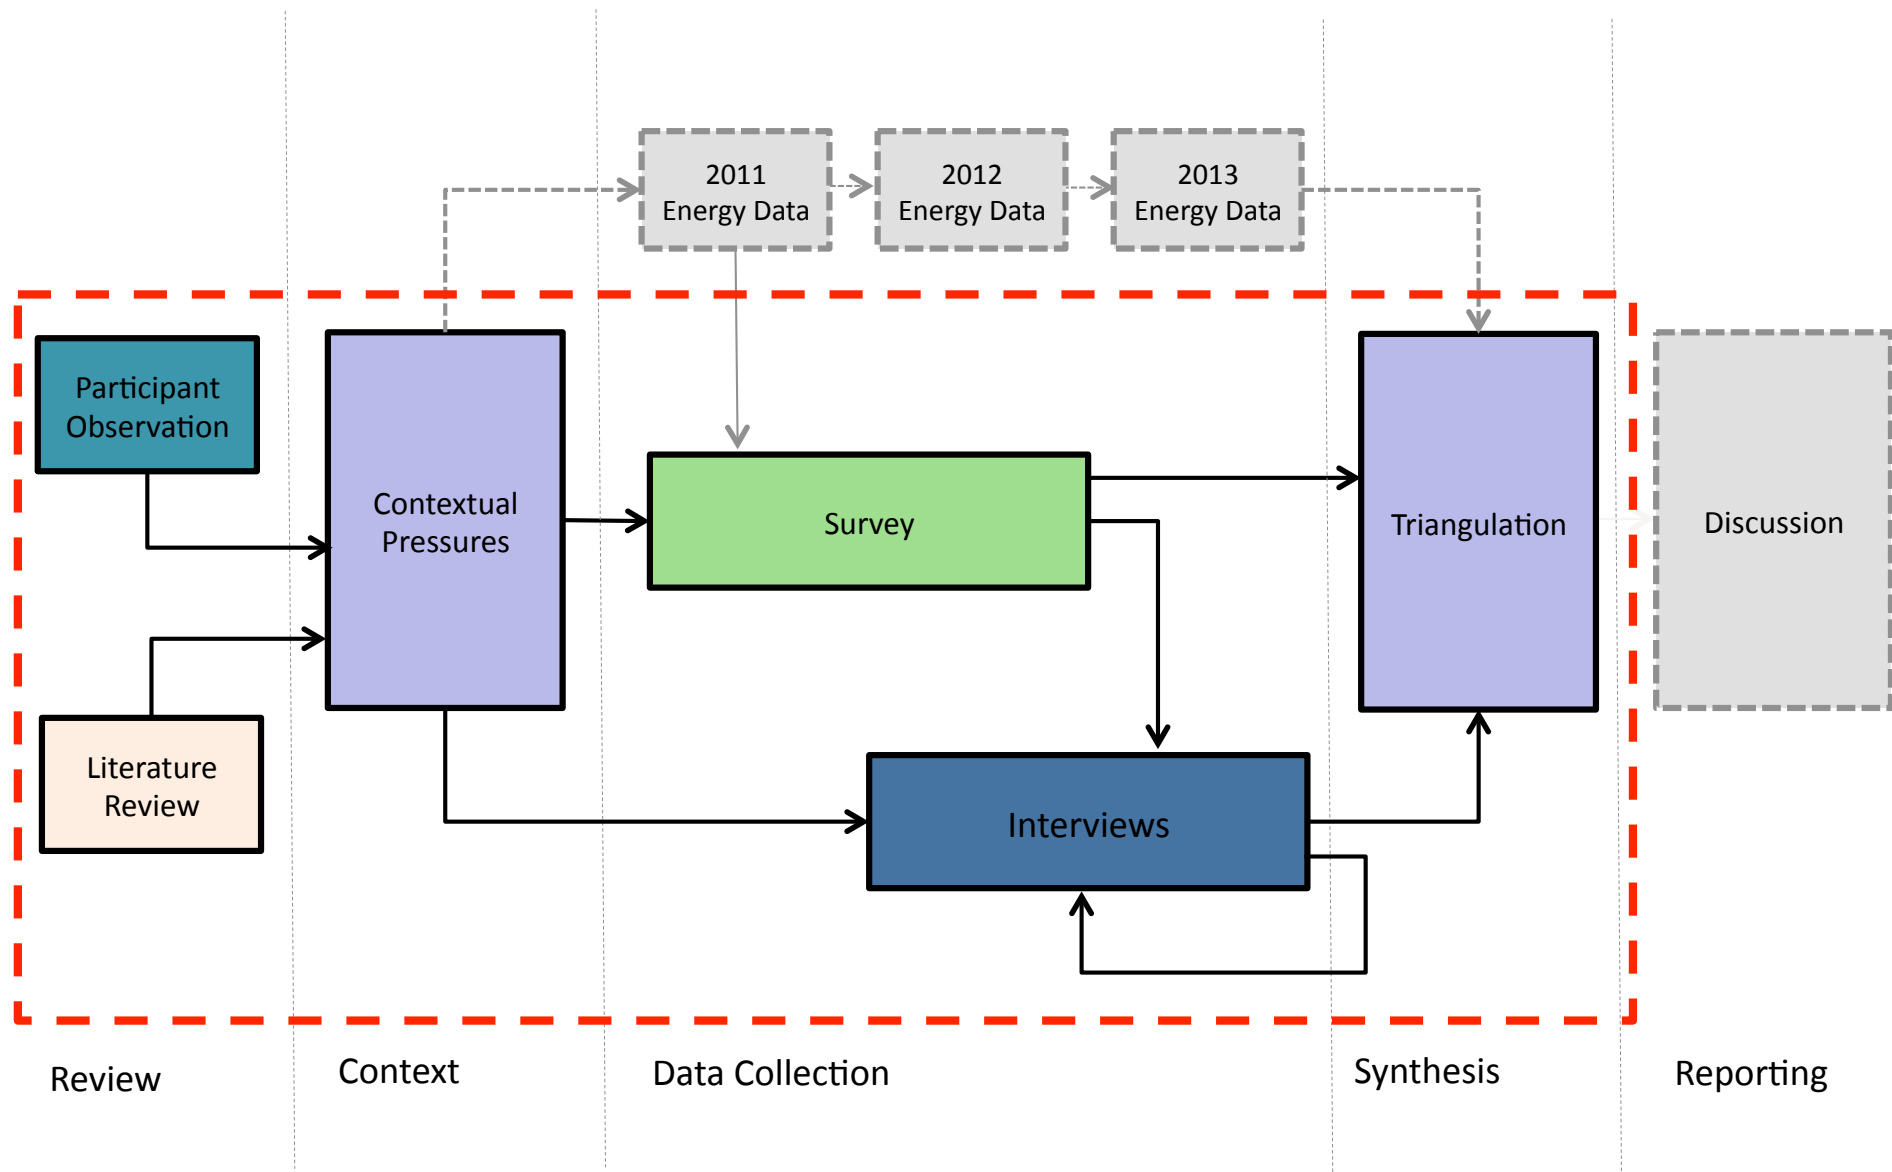 2011
Energy Data
2012
Energy Data
2013
Energy Data
Participant
Observation
Contextual
Pressures
Survey
Triangulation
Discussion
Literature
Review
Interviews
Review
Context
Data Collection
Synthesis
Reporting